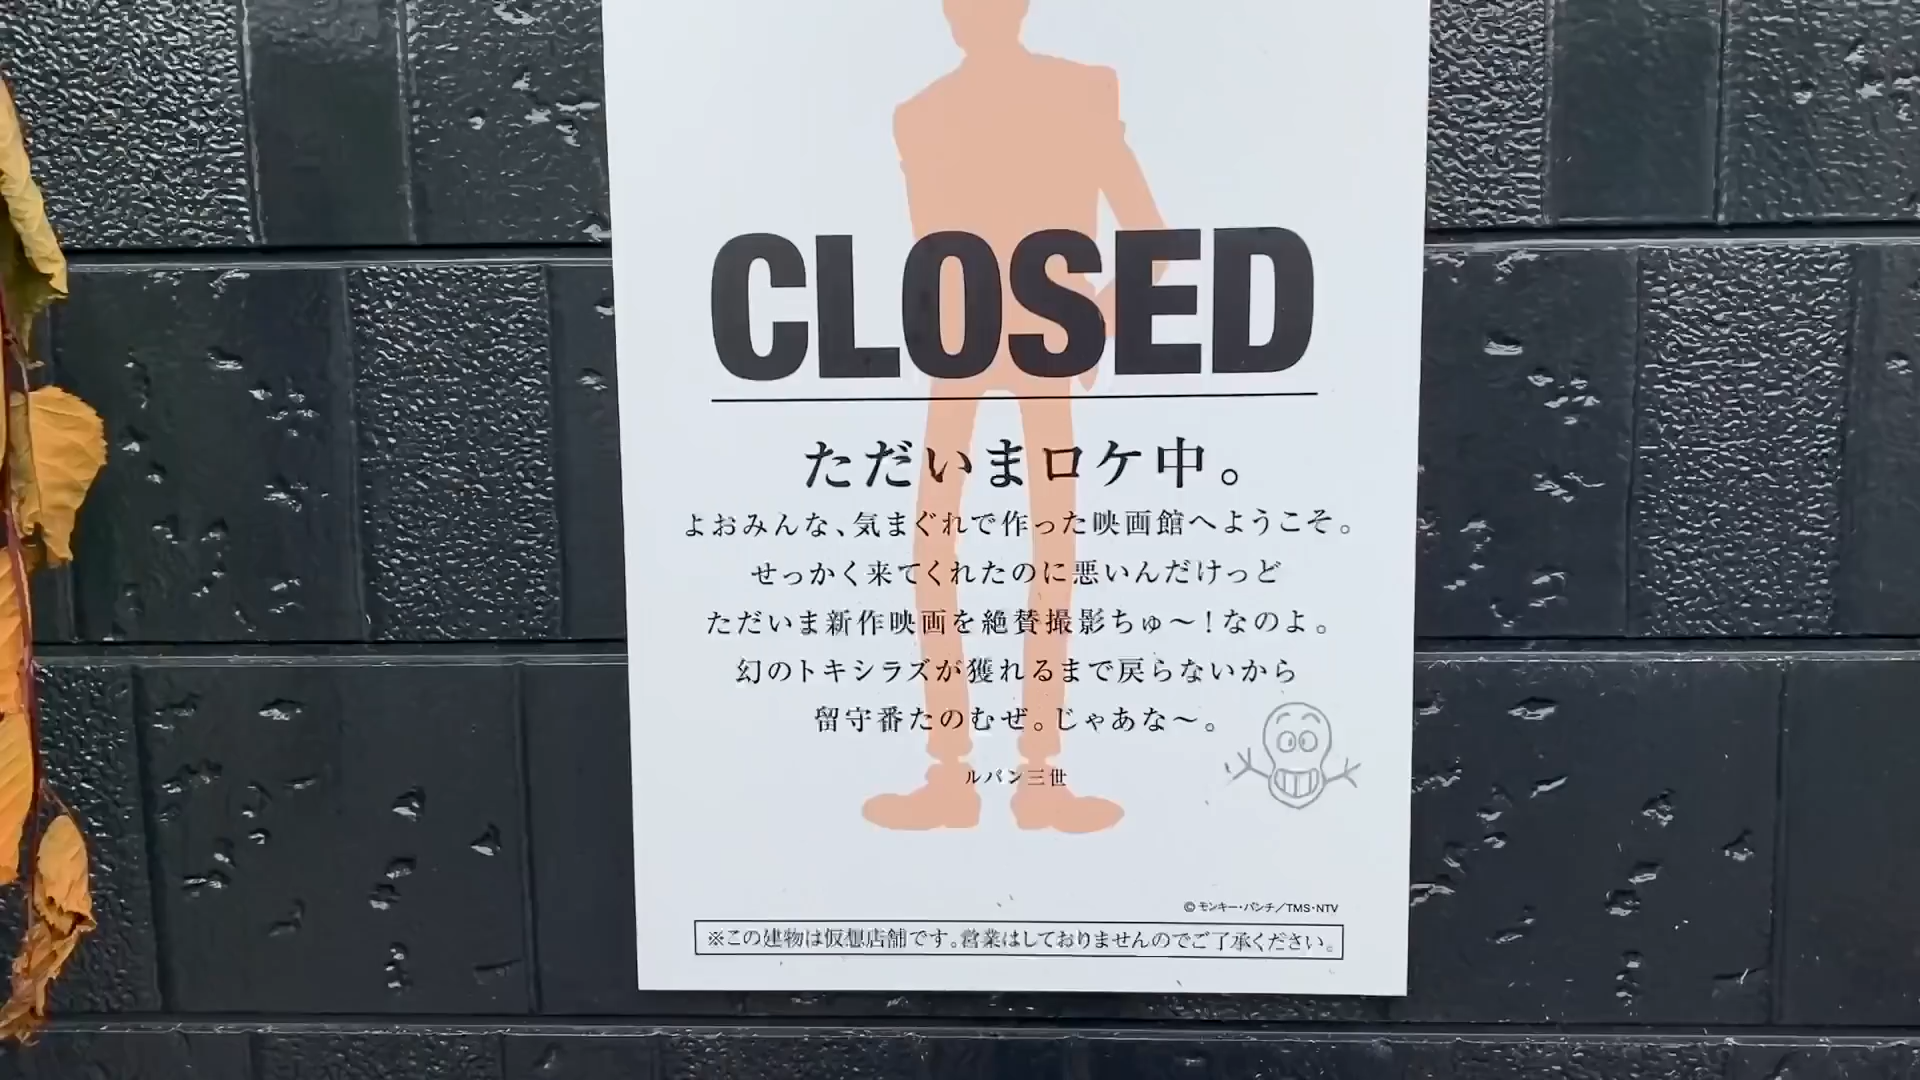 CLOSED
ただいまロケ中。
よおみんな、気まぐれで作った映画館へようこそ。
せっかく来てくれたのに悪いんだけっど
ただいま新作映画を絶賛撮影ちゅ〜！なのよ。
幻のトキシラズが獲れるまで戻らないから
留守番たのむぜ。じゃあな〜。
ルパン三世
©モンキー・パンチ／TMS・NTV
※この建物は仮想店舗です。営業はしておりませんのでご了承ください。